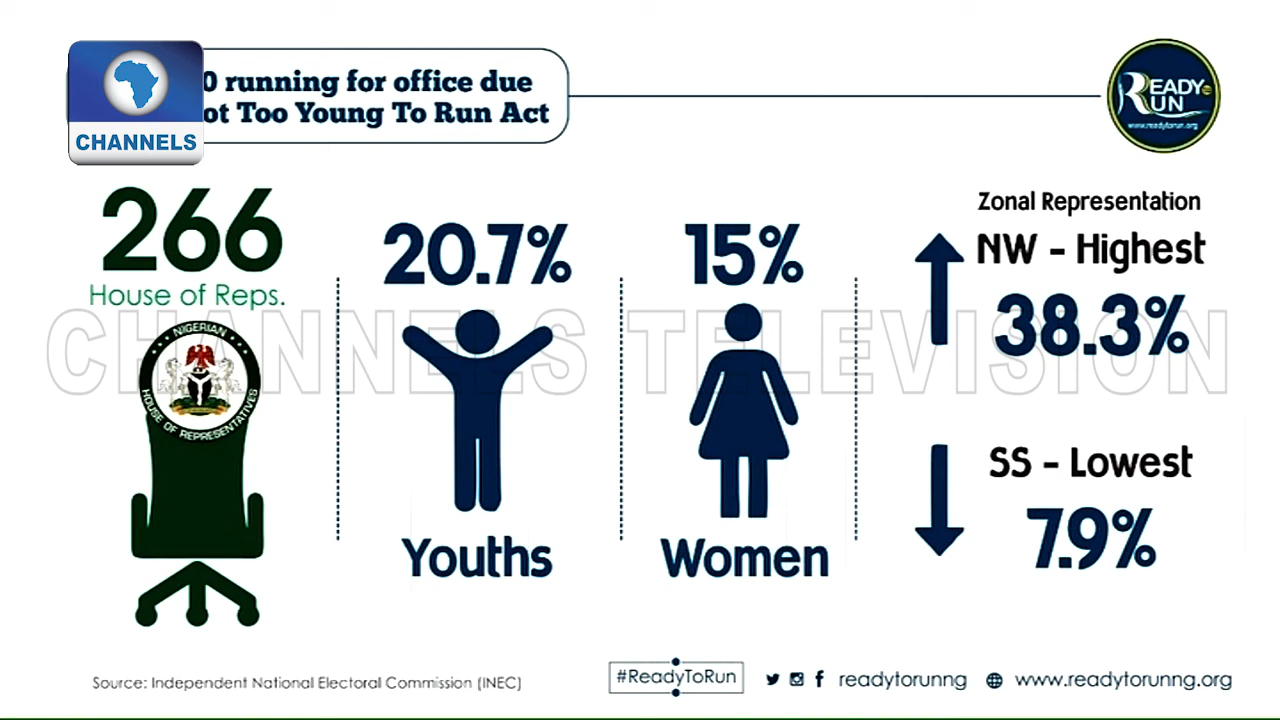 0 running for office due
ot Too Young To Run Act
CHANNELS
READY
RUN
www.readytorun.org
266
House of Reps.
NIGERIAN
HOUSE OF REPRESENTATIVES
20.7%
Youths
15%
Women
Zonal Representation
NW - Highest
38.3%
SS - Lowest
7.9%
CHANNELS TELEVISION
Source: Independent National Electoral Commission (INEC)
#ReadyToRun
readytorunng
www.readytorunng.org